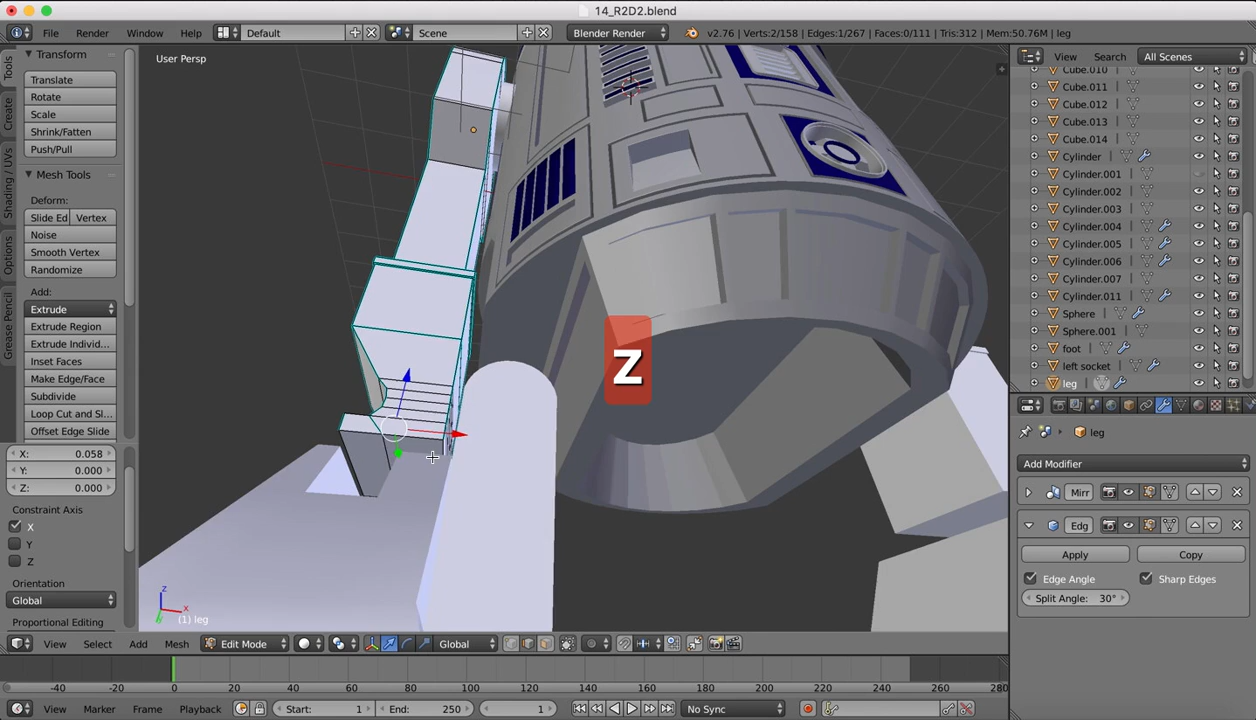 14_R2D2.blend
File Render Window Help Default Scene Blender Render v2.76 | Verts:2/158 | Edges:1/267 | Faces:0/111 | Tris:312 | Mem:50.76M | leg
Tools
Create
Shading / UVs
Options
Grease Pencil
Transform
Translate
Rotate
Scale
Shrink/Fatten
Push/Pull
Mesh Tools
Deform:
Slide Ed Vertex
Noise
Smooth Vertex
Randomize
Add:
Extrude
Extrude Region
Extrude Individ...
Inset Faces
Make Edge/Face
Subdivide
Loop Cut and Sl...
Offset Edge Slide
X: 0.058
Y: 0.000
Z: 0.000
Constraint Axis
X
Y
Z
Orientation
Global
Proportional Editing
User Persp
Z
z
x
y
(1) leg
View Search All Scenes
Cube.010
Cube.011
Cube.012
Cube.013
Cube.014
Cylinder
Cylinder.001
Cylinder.002
Cylinder.003
Cylinder.004
Cylinder.005
Cylinder.006
Cylinder.007
Cylinder.011
Sphere
Sphere.001
foot
left socket
leg
leg
Add Modifier
Mirr
Edg
Apply Copy
Edge Angle Sharp Edges
Split Angle: 30°
View Select Add Mesh Edit Mode Global
-40 -20 0 20 40 60 80 100 120 140 160 180 200 220 240 260 280
View Marker Frame Playback Start: 1 End: 250 1 No Sync